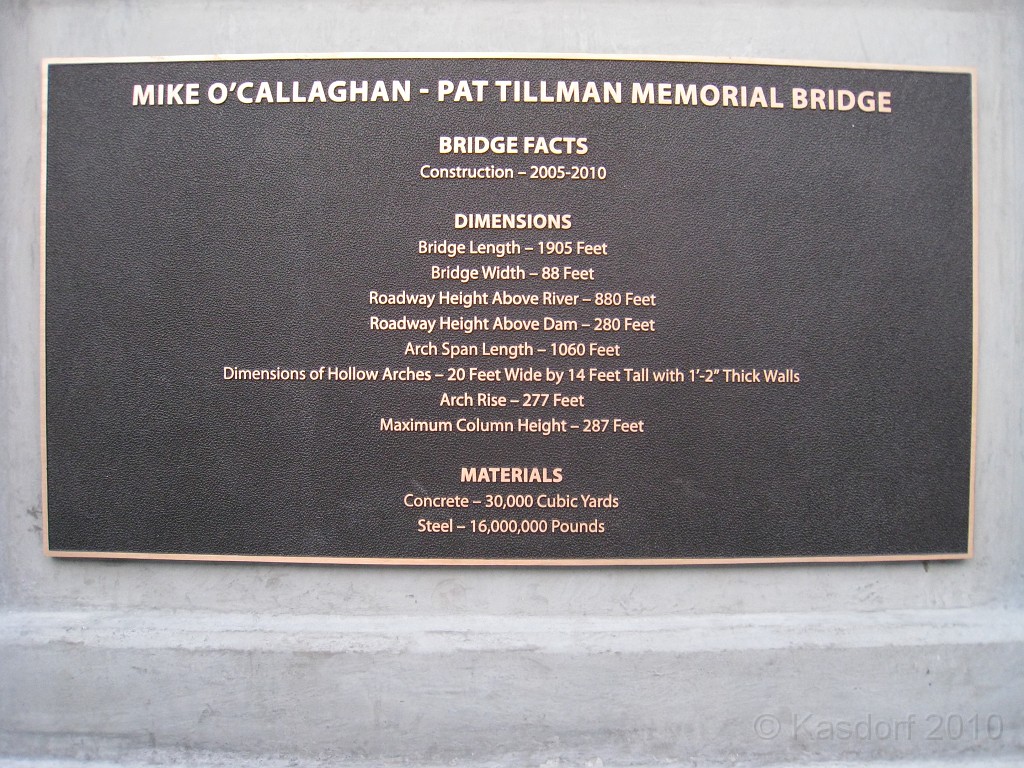 MIKE O'CALLAGHAN - PAT TILLMAN MEMORIAL BRIDGE
BRIDGE FACTS
Construction – 2005-2010
DIMENSIONS
Bridge Length – 1905 Feet
Bridge Width – 88 Feet
Roadway Height Above River – 880 Feet
Roadway Height Above Dam – 280 Feet
Arch Span Length – 1060 Feet
Dimensions of Hollow Arches – 20 Feet Wide by 14 Feet Tall with 1'-2" Thick Walls
Arch Rise – 277 Feet
Maximum Column Height – 287 Feet
MATERIALS
Concrete – 30,000 Cubic Yards
Steel – 16,000,000 Pounds
© Kasdorf 2010